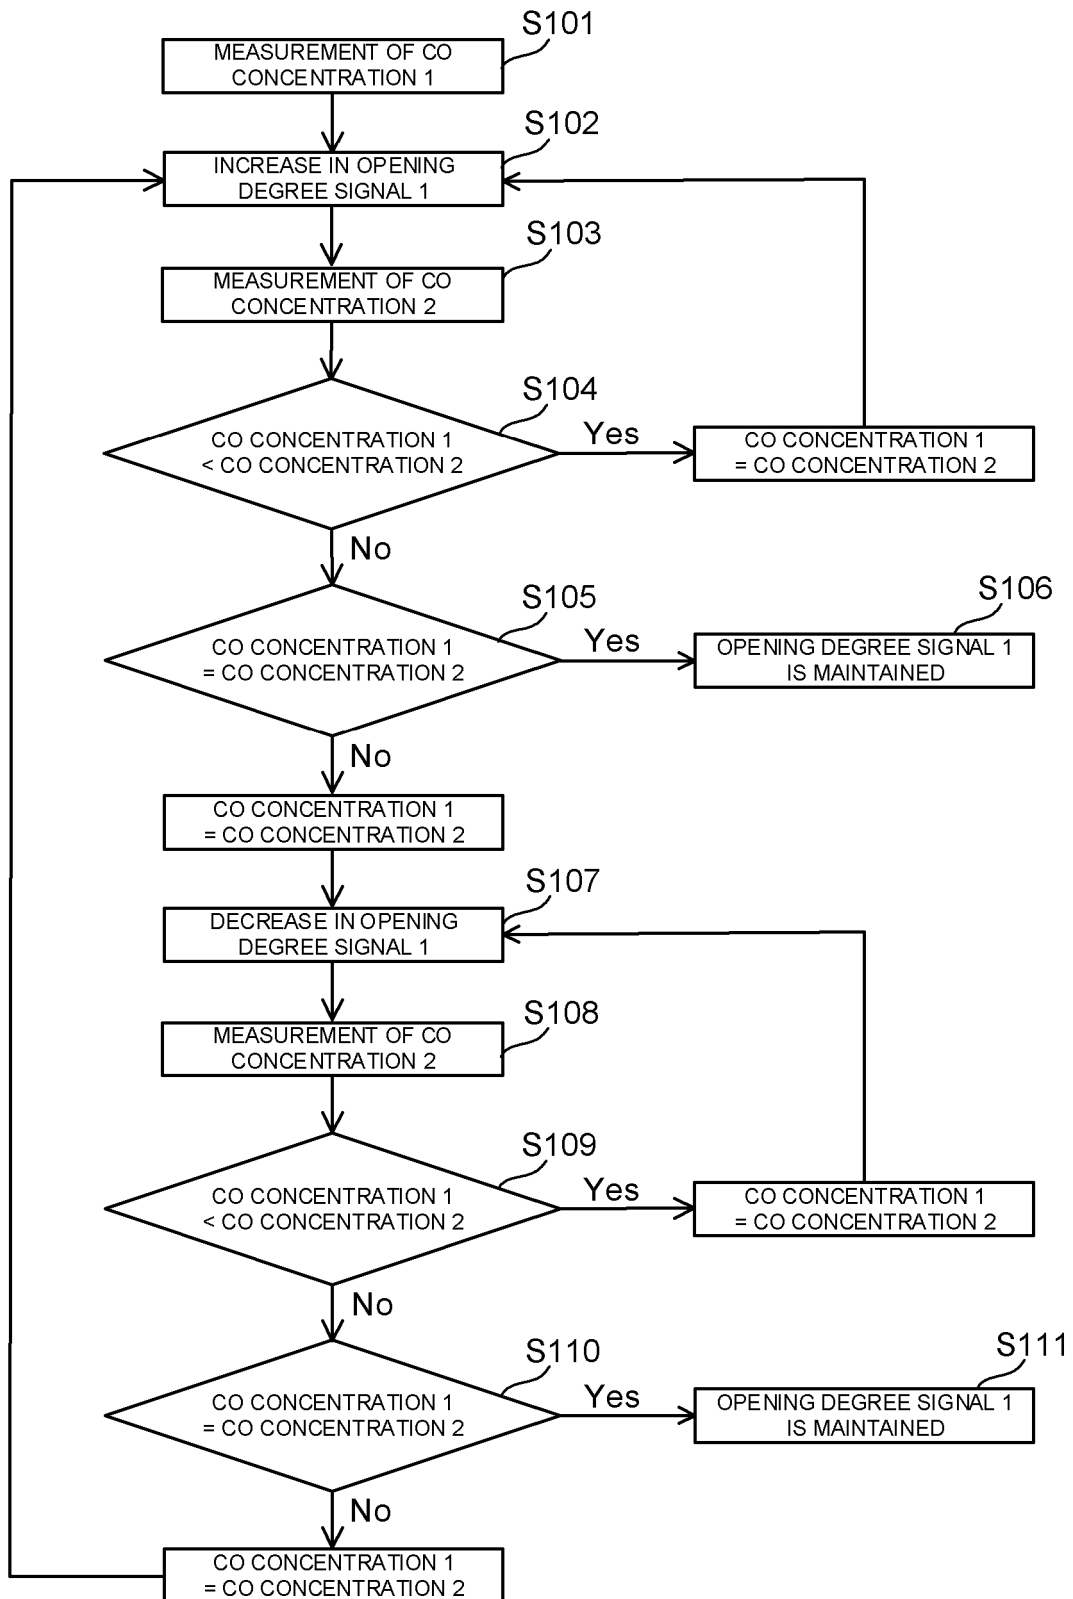 S101
MEASUREMENT OF CO
CONCENTRATION 1
S102
INCREASE IN OPENING
DEGREE SIGNAL 1
S103
MEASUREMENT OF CO
CONCENTRATION 2
S104
CO CONCENTRATION 1
< CO CONCENTRATION 2
Yes
CO CONCENTRATION 1
= CO CONCENTRATION 2
No
S105
CO CONCENTRATION 1
= CO CONCENTRATION 2
Yes
S106
OPENING DEGREE SIGNAL 1
IS MAINTAINED
No
CO CONCENTRATION 1
= CO CONCENTRATION 2
S107
DECREASE IN OPENING
DEGREE SIGNAL 1
S108
MEASUREMENT OF CO
CONCENTRATION 2
S109
CO CONCENTRATION 1
< CO CONCENTRATION 2
Yes
CO CONCENTRATION 1
= CO CONCENTRATION 2
No
S110
CO CONCENTRATION 1
= CO CONCENTRATION 2
Yes
S111
OPENING DEGREE SIGNAL 1
IS MAINTAINED
No
CO CONCENTRATION 1
= CO CONCENTRATION 2